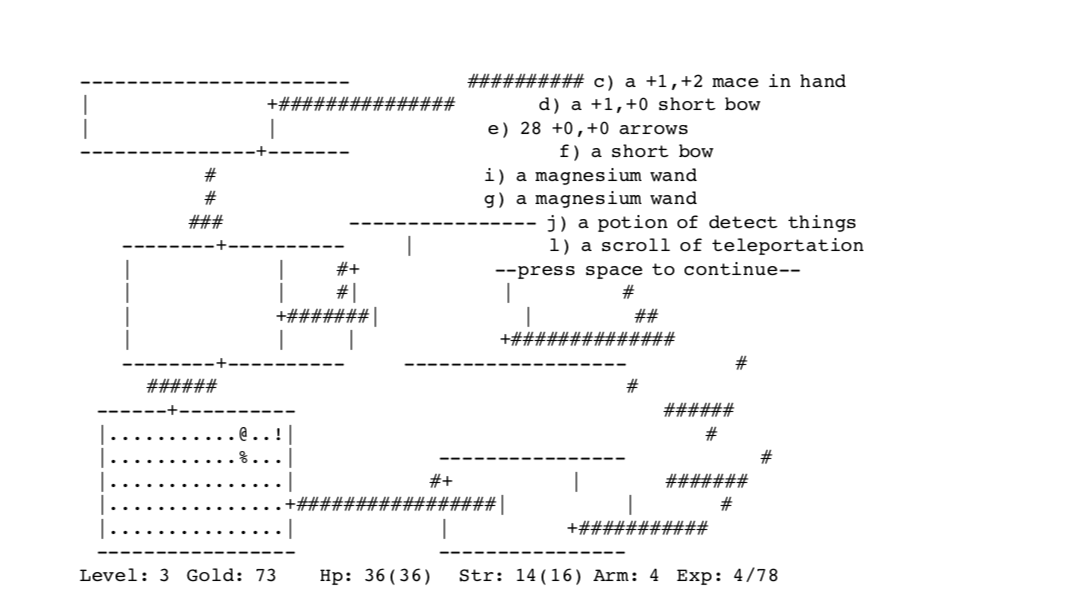 ----------------------- ########## c) a +1,+2 mace in hand
| +############### d) a +1,+0 short bow
| | e) 28 +0,+0 arrows
---------------+------- f) a short bow
# i) a magnesium wand
# g) a magnesium wand
### ---------------- j) a potion of detect things
--------+---------- | l) a scroll of teleportation
| | #+ --press space to continue--
| | #| | #
| +#######| | ##
| | | +##############
--------+---------- ------------------- #
###### #
------+---------- ######
|...........@..!| #
|...........%...| ---------------- #
|...............| #+ | #######
|...............+#################| | #
|...............| | +###########
----------------- ----------------
Level: 3 Gold: 73 Hp: 36(36) Str: 14(16) Arm: 4 Exp: 4/78